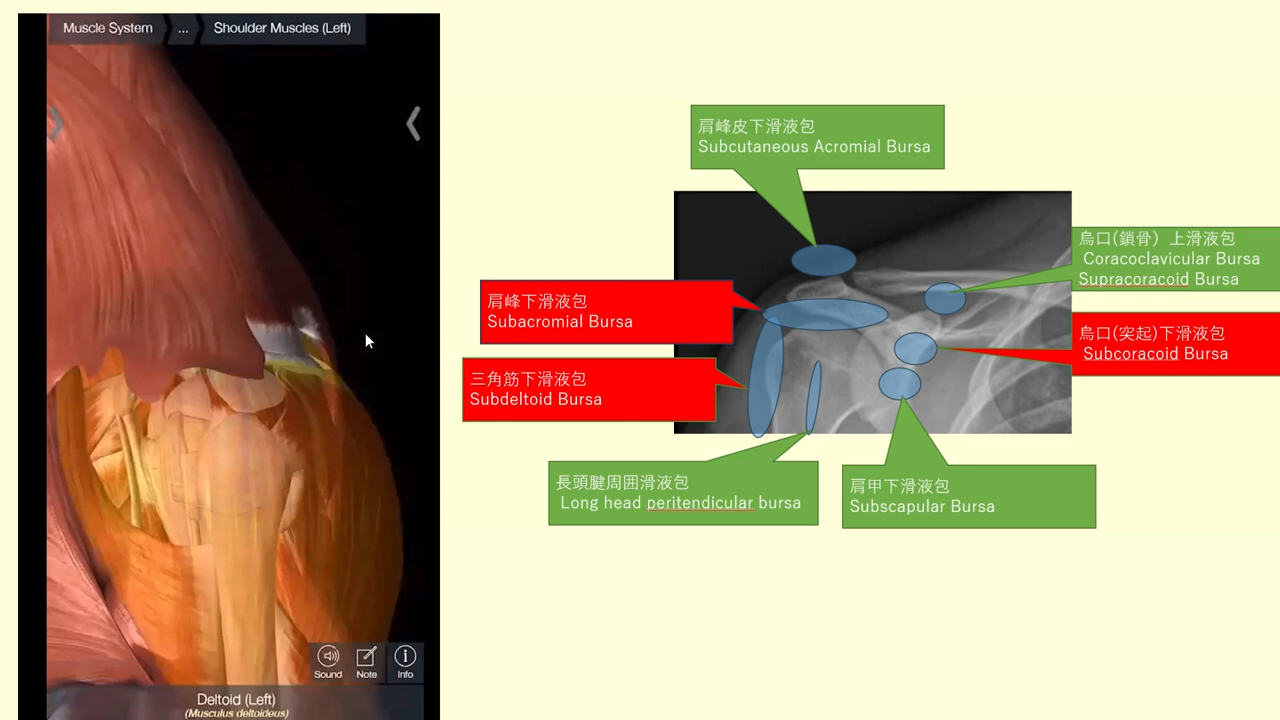 Muscle System
...
Shoulder Muscles (Left)
肩峰皮下滑液包
Subcutaneous Acromial Bursa
烏口(鎖骨) 上滑液包
Coracoclavicular Bursa
Supracoracoid Bursa
肩峰下滑液包
Subacromial Bursa
烏口(突起)下滑液包
Subcoracoid Bursa
三角筋下滑液包
Subdeltoid Bursa
長頭腱周囲滑液包
Long head peritendicular bursa
肩甲下滑液包
Subscapular Bursa
Sound
Note
Info
Deltoid (Left)
(Musculus deltoideus)